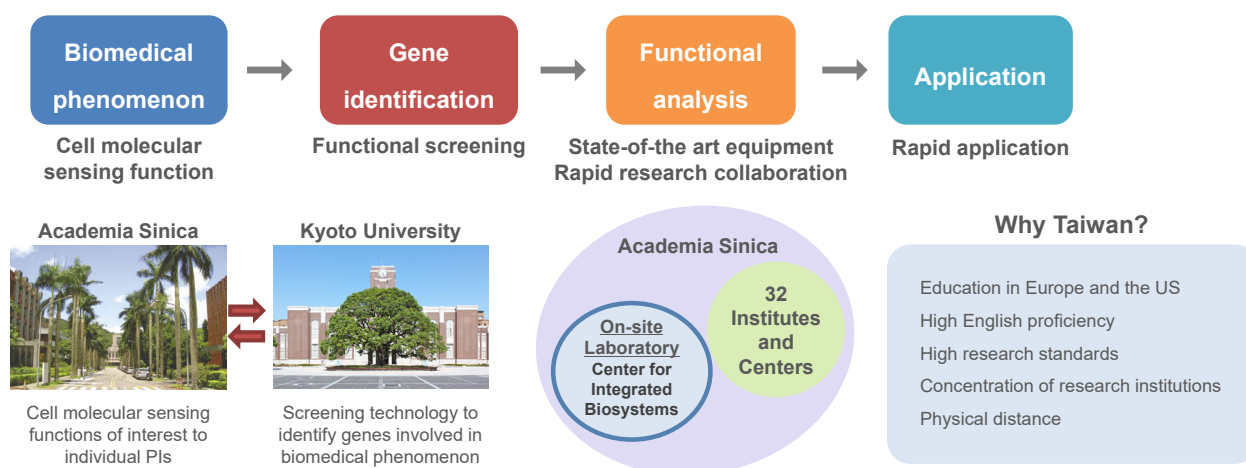 Biomedical
phenomenon
Gene
identification
Functional
analysis
Application
Cell molecular
sensing function
Functional screening
State-of-the art equipment
Rapid research collaboration
Rapid application
Academia Sinica
Kyoto University
Cell molecular sensing
functions of interest to
individual PIs
Screening technology to
identify genes involved in
biomedical phenomenon
Academia Sinica
32
Institutes
and
Centers
On-site
Laboratory
Center for
Integrated
Biosystems
Why Taiwan?
Education in Europe and the US
High English proficiency
High research standards
Concentration of research institutions
Physical distance